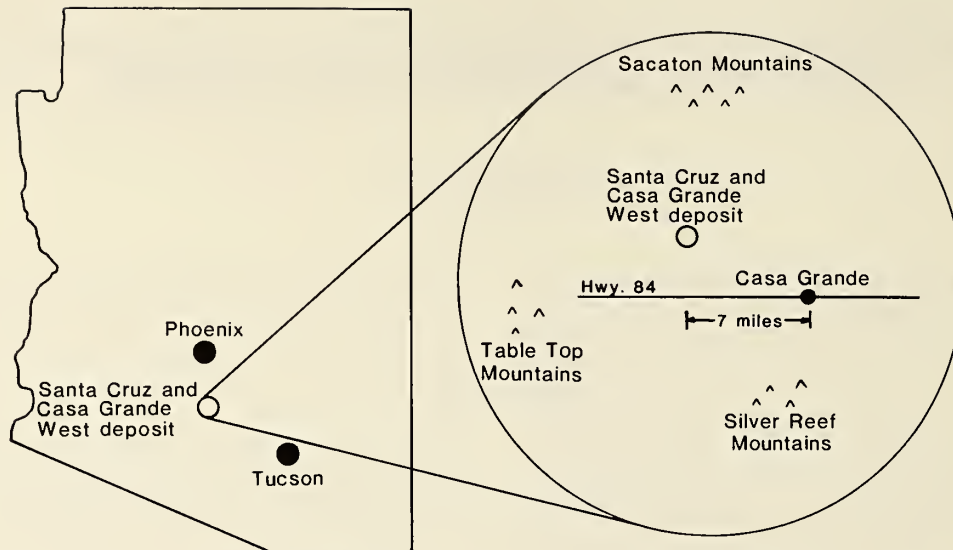 Phoenix
Santa Cruz and
Casa Grande
West deposit
Tucson
Sacaton Mountains
Santa Cruz and
Casa Grande
West deposit
Casa Grande
Hwy. 84
7 miles
Table Top
Mountains
Silver Reef
Mountains